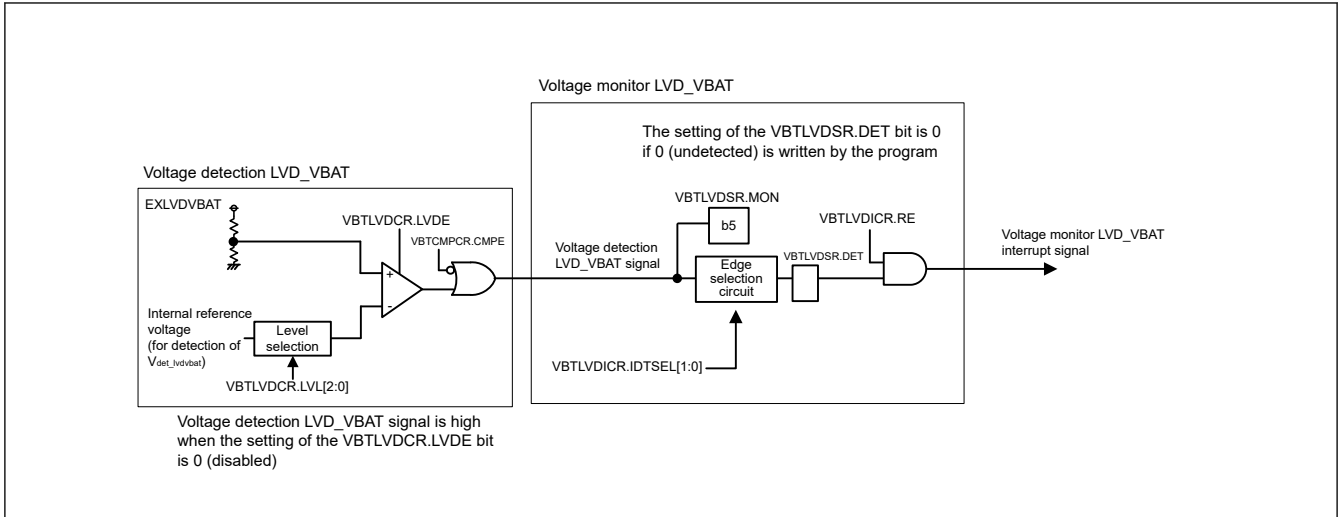 Voltage monitor LVD_VBAT
The setting of the VBTLVDSR.DET bit is 0
if 0 (undetected) is written by the program
Voltage detection LVD_VBAT
EXLVDVBAT
VBTLVDCR.LVDE
VBTCMPCR.CMPE
+
-
Internal reference
voltage
(for detection of
Vdet_lvdvbat)
Level
selection
VBTLVDCR.LVL[2:0]
Voltage detection LVD_VBAT signal is high
when the setting of the VBTLVDCR.LVDE bit
is 0 (disabled)
Voltage detection
LVD_VBAT signal
VBTLVDSR.MON
b5
Edge
selection
circuit
VBTLVDSR.DET
VBTLVDICR.RE
VBTLVDICR.IDTSEL[1:0]
Voltage monitor LVD_VBAT
interrupt signal